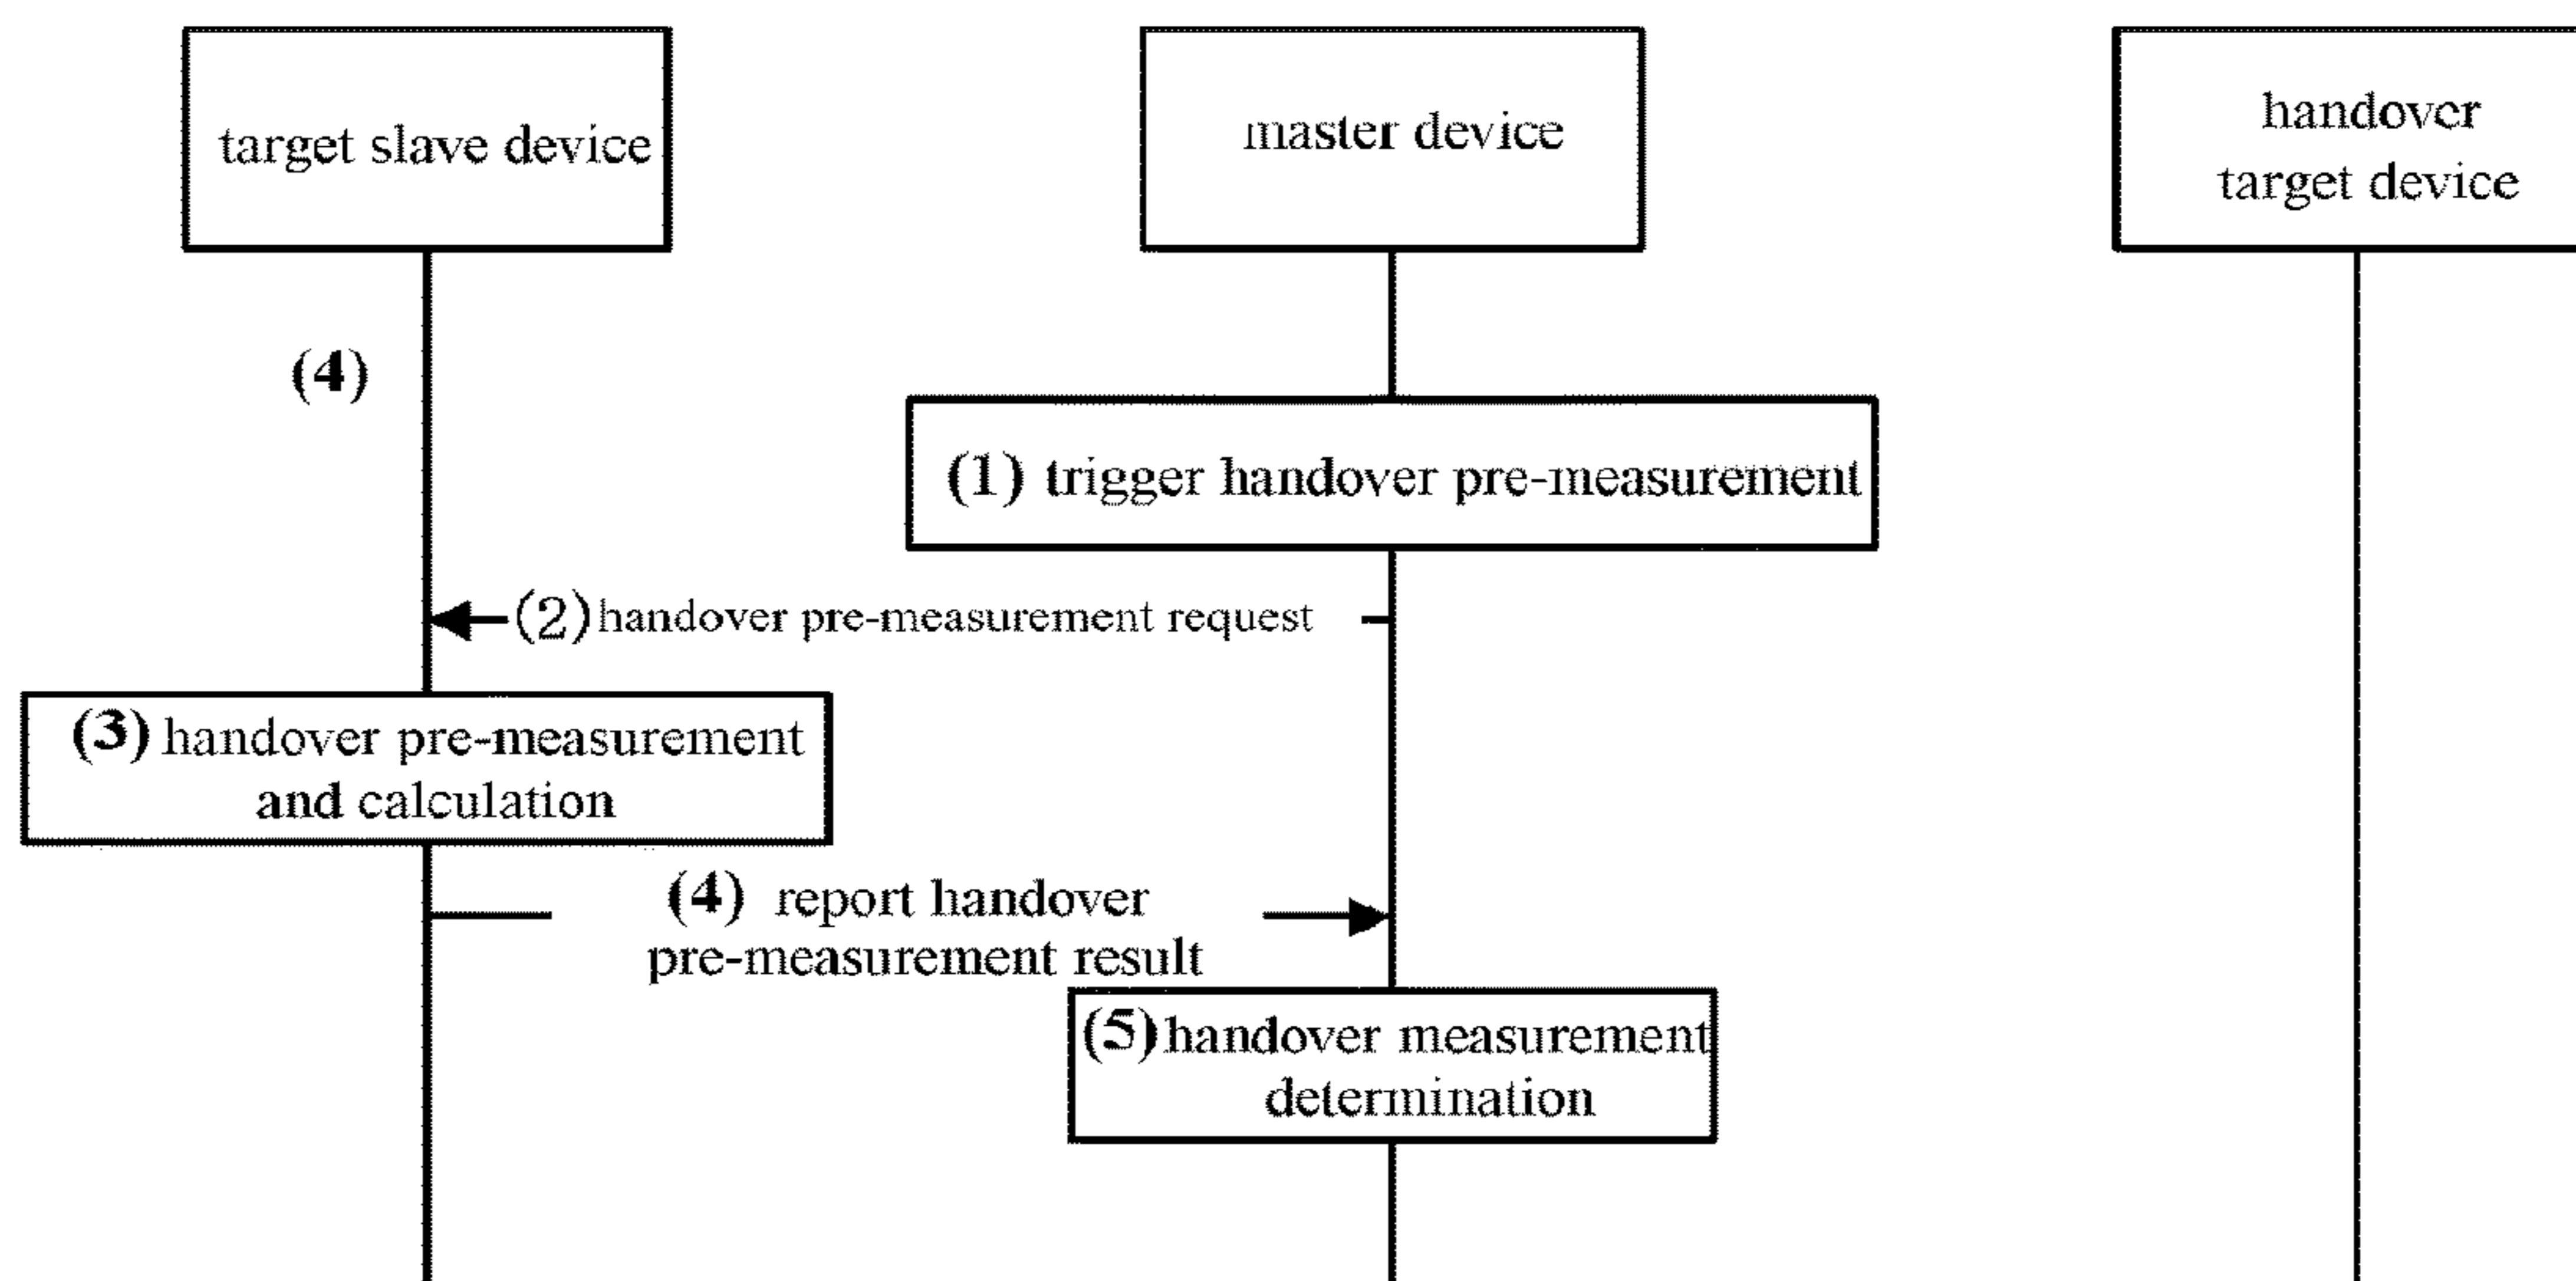 target slave device
master device
handover
target device
(4)
(1) trigger handover pre-measurement
(2)handover pre-measurement request
(3) handover pre-measurement
and calculation
(4) report handover
pre-measurement result
(5)handover measurement
determination